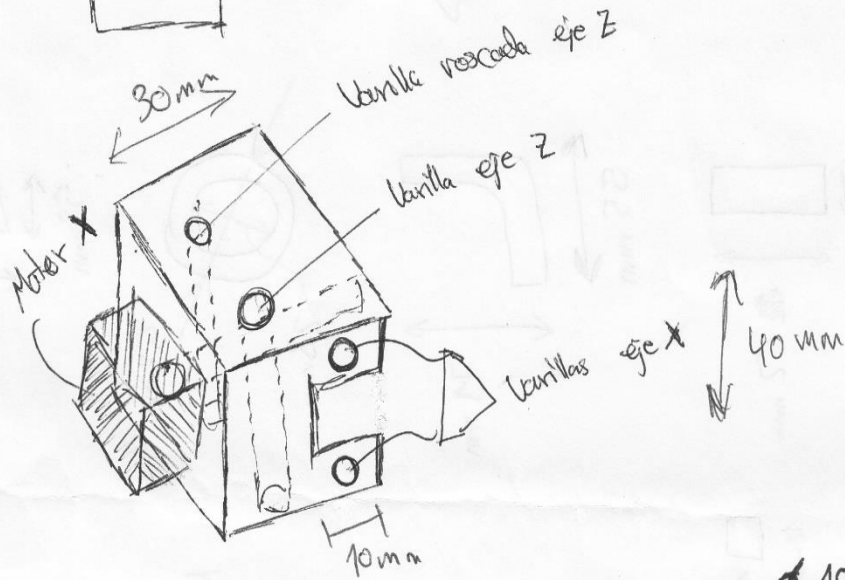 Varilla roscada eje Z
30mm
Varilla eje Z
Motor X
40 mm
Varillas eje X
10mm